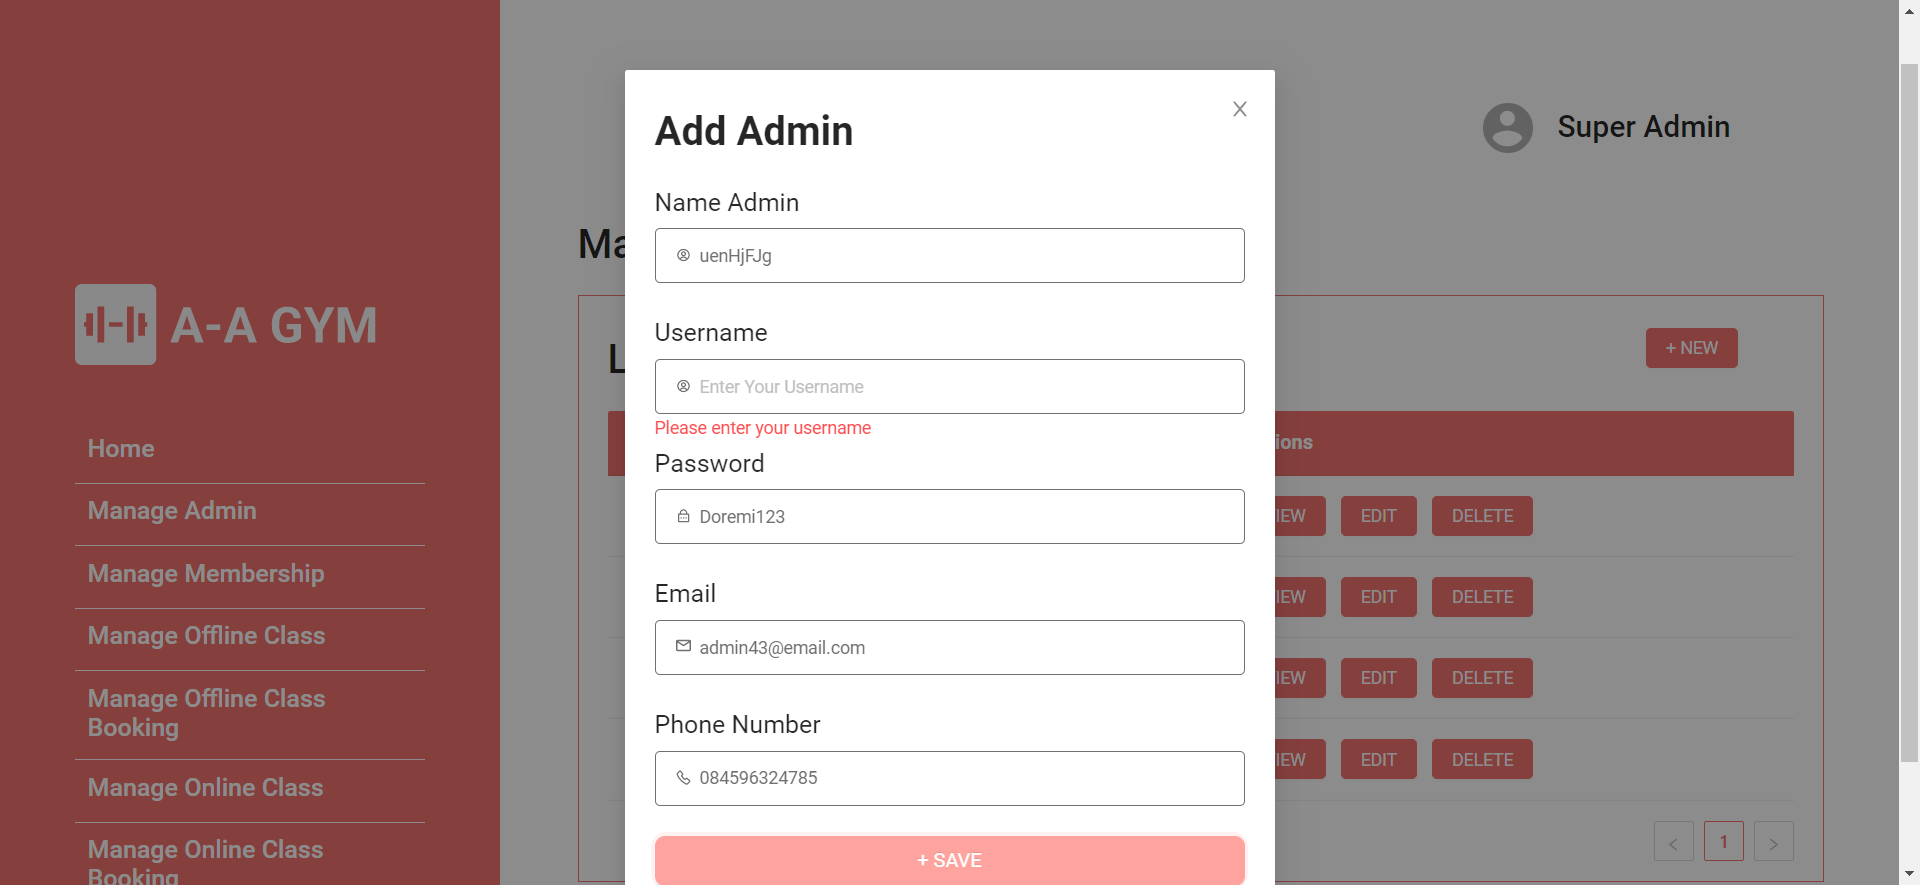 A-A GYM
Home
Manage Admin
Manage Membership
Manage Offline Class
Manage Offline Class
Booking
Manage Online Class
Manage Online Class
Booking
Super Admin
Ma
L
+ NEW
ions
IEW EDIT DELETE
IEW EDIT DELETE
IEW EDIT DELETE
IEW EDIT DELETE
< 1 >
Add Admin
Name Admin
uenHjFJg
Username
Enter Your Username
Please enter your username
Password
Doremi123
Email
admin43@email.com
Phone Number
084596324785
+ SAVE